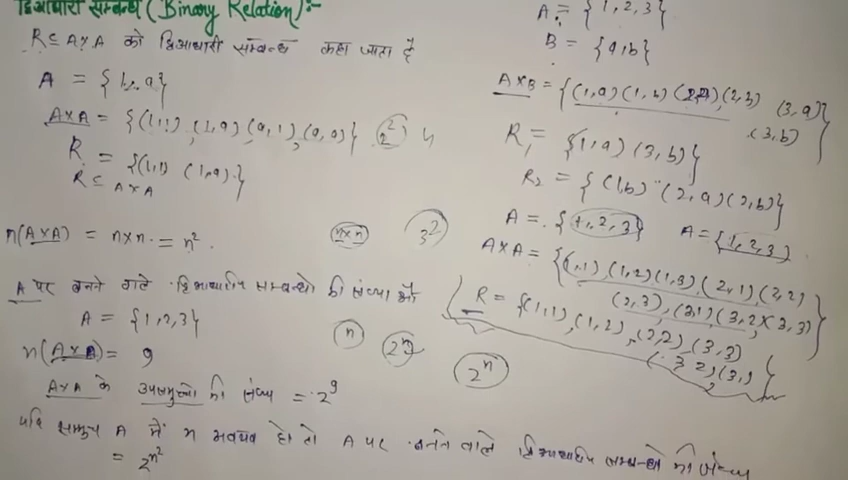 द्विआधारी सम्बन्ध (Binary Relation):-
R ⊆ A×A को द्विआधारी सम्बन्ध कहा जाता है
A = {1, a}
A×A = {(1,1), (1,a) (a,1), (a,a)} 2² 4
R = {(1,1) (1,a)}
R ⊆ A×A
n(A×A) = n×n = n². n×n 3²
A पर बनने वाले द्विआधारी सम्बन्धो की संख्या
A = {1,2,3}
n(A×A) = 9 n 2ⁿ 2ⁿ
A×A के उपसमुच्चयो की संख्या = 2⁹
यदि समुच्चय A में n अवयव हो तो A पर बनने वाले द्विआधारी सम्बन्धो की संख्या
= 2^n²
A = {1,2,3}
B = {a,b}
A×B = {(1,a) (1,b) (2,a), (2,b) (3,a)
(3,b)}
R₁ = {(1,a) (3,b)}
R₂ = {(1,b) (2,a) (2,b)}
A = {1,2,3} A = {1,2,3}
A×A = {(1,1) (1,2) (1,3), (2,1) (2,2)
(2,3), (3,1) (3,2) (3,3)}
R = {(1,1), (1,2), (2,2), (3,3)
(3,2), (3,1)}